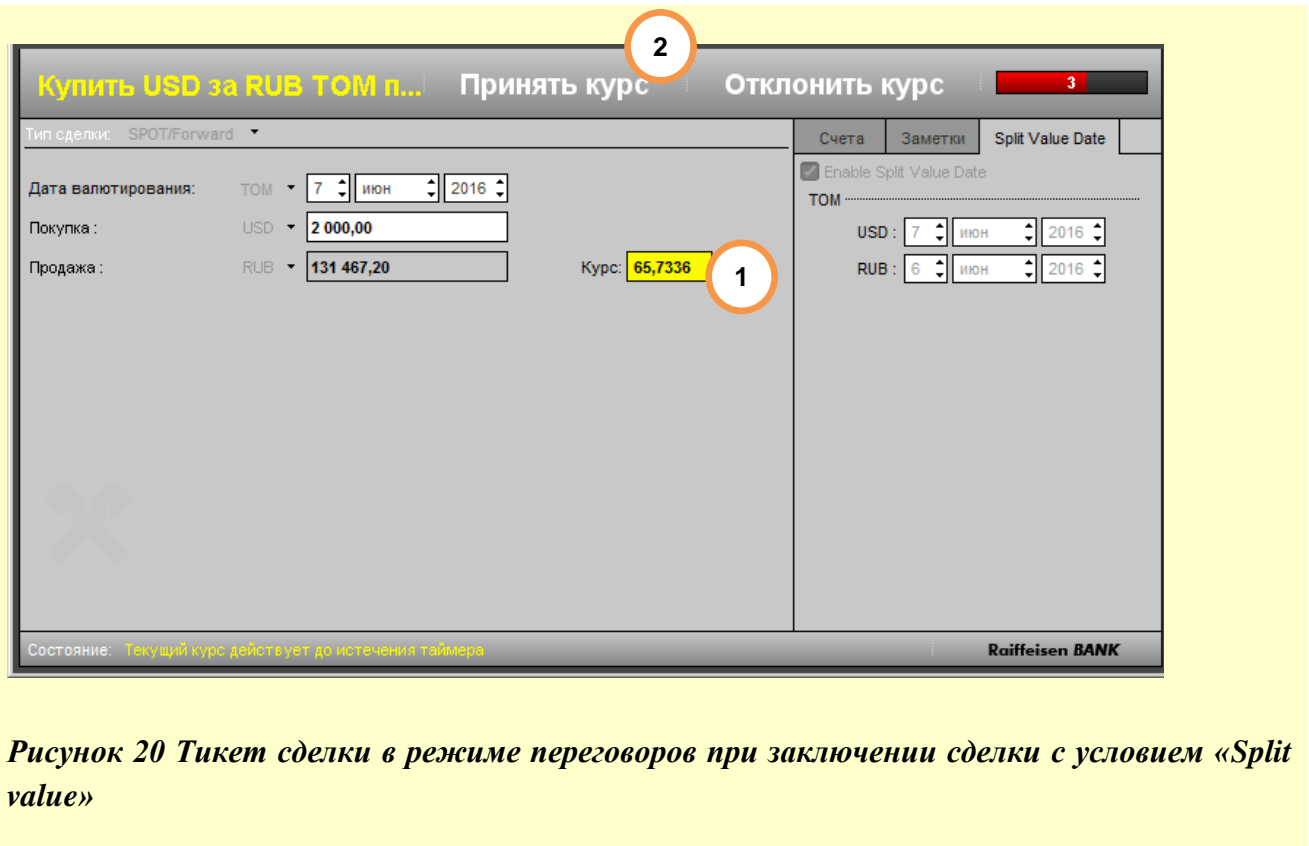 2
Купить USD за RUB TOM п... Принять курс Отклонить курс 3
Тип сделки: SPOT/Forward
Счета Заметки Split Value Date
Enable Split Value Date
Дата валютирования: TOM 7 июн 2016
TOM
Покупка : USD 2 000,00
USD : 7 июн 2016
Продажа : RUB 131 467,20 Курс: 65,7336
1
RUB : 6 июн 2016
Состояние: Текущий курс действует до истечения таймера
Raiffeisen BANK
Рисунок 20 Тикет сделки в режиме переговоров при заключении сделки с условием «Split
value»